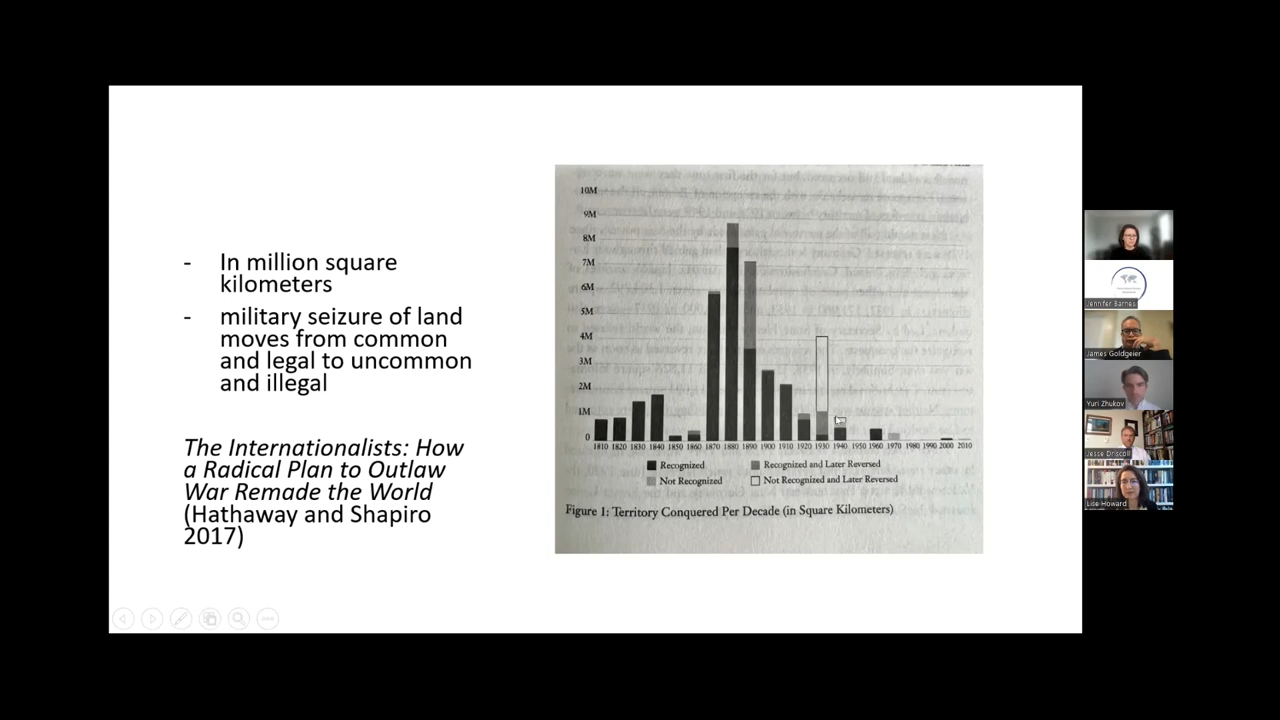 - In million square
kilometers
- military seizure of land
moves from common
and legal to uncommon
and illegal
The Internationalists: How
a Radical Plan to Outlaw
War Remade the World
(Hathaway and Shapiro
2017)
10M
9M
8M
7M
6M
5M
4M
3M
2M
1M
0
1810 1820 1830 1840 1850 1860 1870 1880 1890 1900 1910 1920 1930 1940 1950 1960 1970 1980 1990 2000 2010
Recognized
Recognized and Later Reversed
Not Recognized
Not Recognized and Later Reversed
Figure 1: Territory Conquered Per Decade (in Square Kilometers)
Jennifer Barnes
James Goldgeier
Yuri Zhukov
Jesse Driscoll
Lise Howard